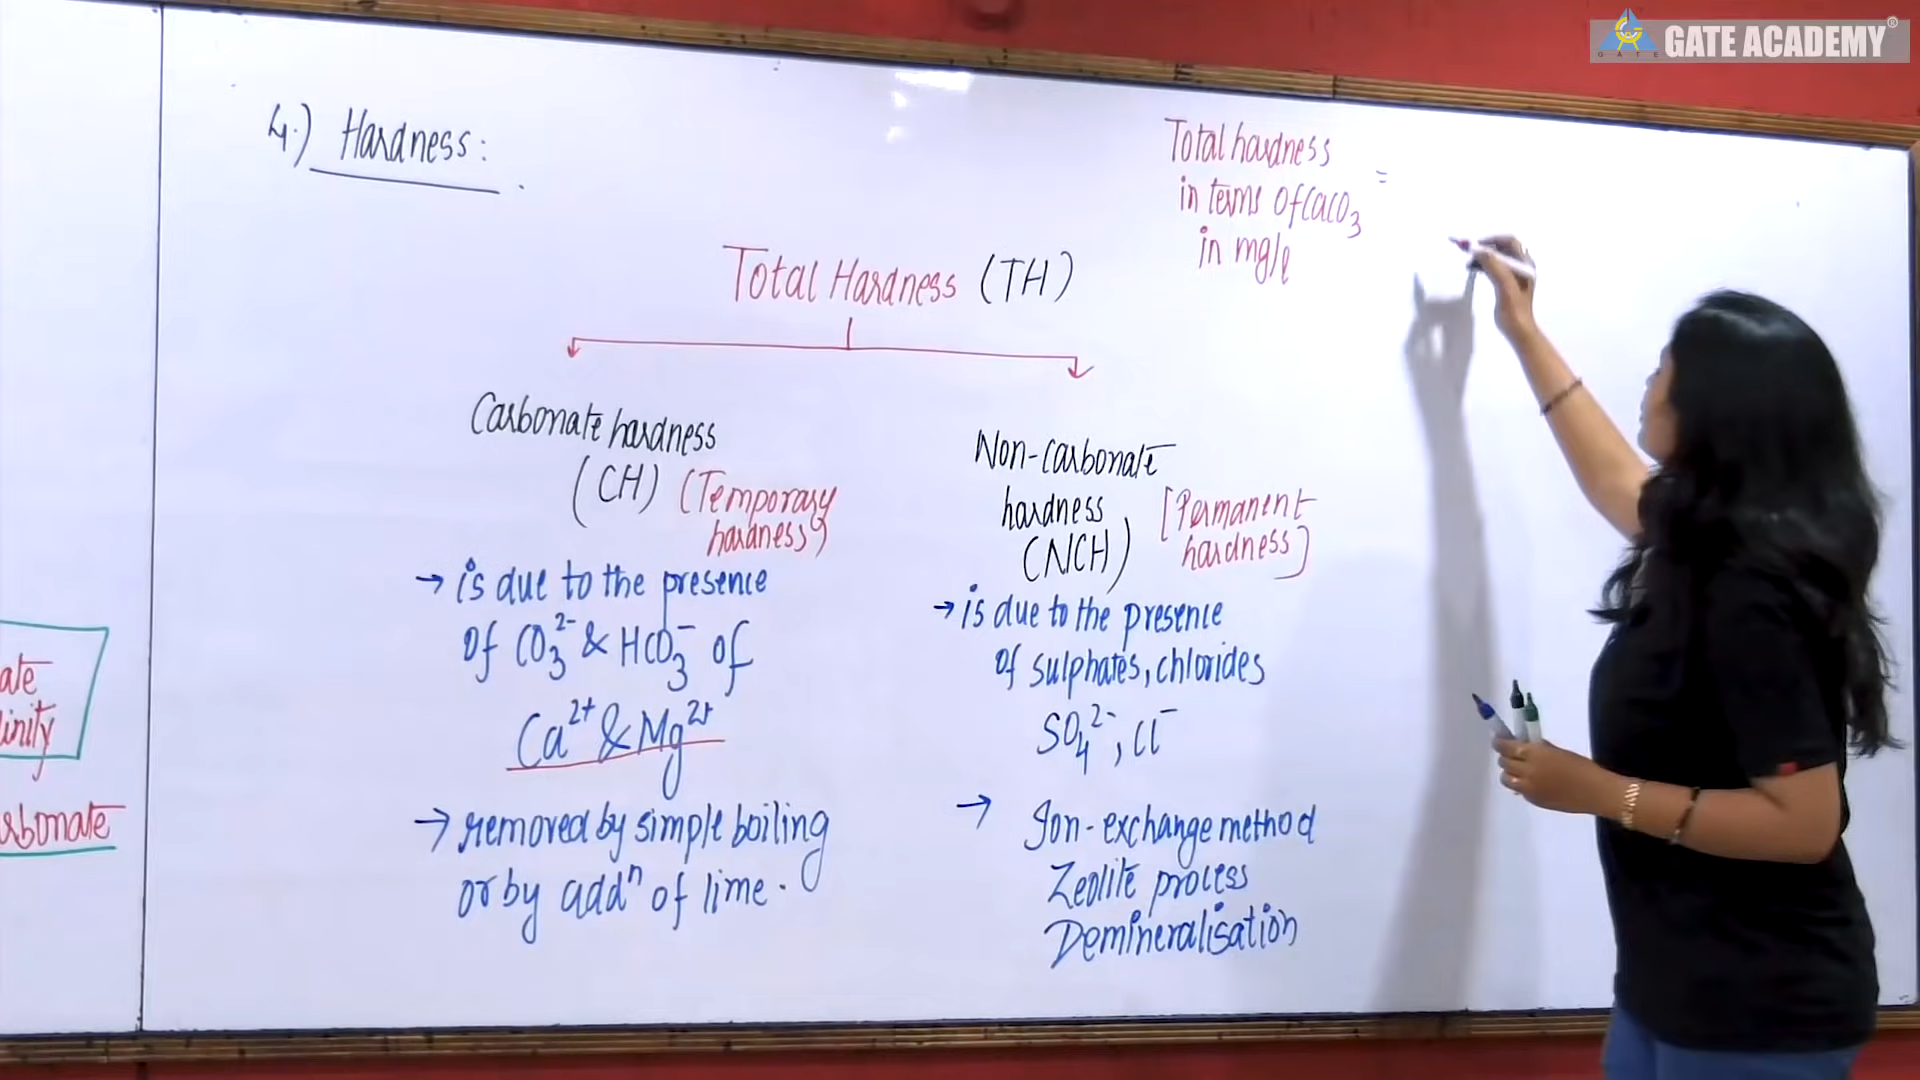 4.) Hardness:
Total Hardness (TH)
Carbonate hardness
(CH) (Temporary
hardness)
→ is due to the presence
of CO₃²⁻ & HCO₃⁻ of
Ca²⁺ & Mg²⁺
→ removed by simple boiling
or by addⁿ of lime.
Non-carbonate
hardness
(NCH)
[Permanent
hardness]
→ is due to the presence
of sulphates, chlorides
SO₄²⁻, Cl⁻
→ Ion-exchange method
Zeolite process
Demineralisation
Total hardness
in terms of CaCO₃ =
in mg/l
GATE ACADEMY®
GATE